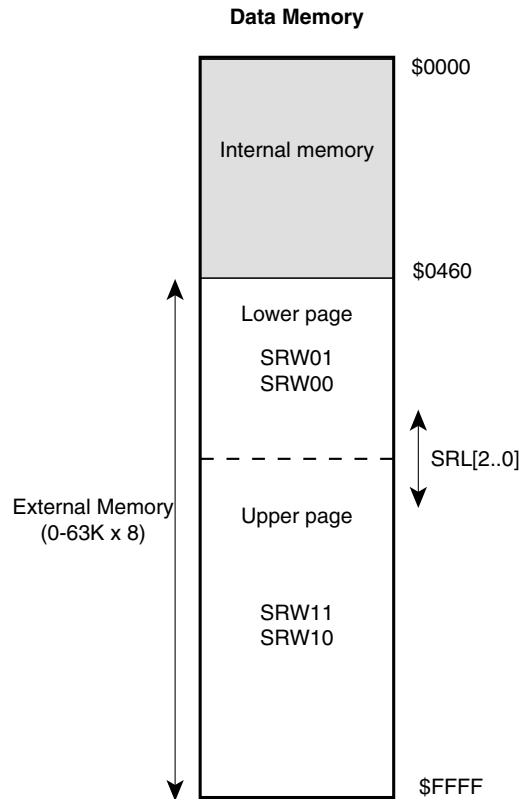 Data Memory
$0000
Internal memory
$0460
Lower page
SRW01
SRW00
SRL[2..0]
External Memory
(0-63K x 8)
Upper page
SRW11
SRW10
$FFFF